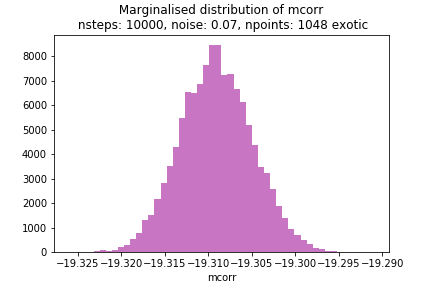 Marginalised distribution of mcorr
nsteps: 10000, noise: 0.07, npoints: 1048 exotic
8000
7000
6000
5000
4000
3000
2000
1000
0
−19.325 −19.320 −19.315 −19.310 −19.305 −19.300 −19.295 −19.290
mcorr